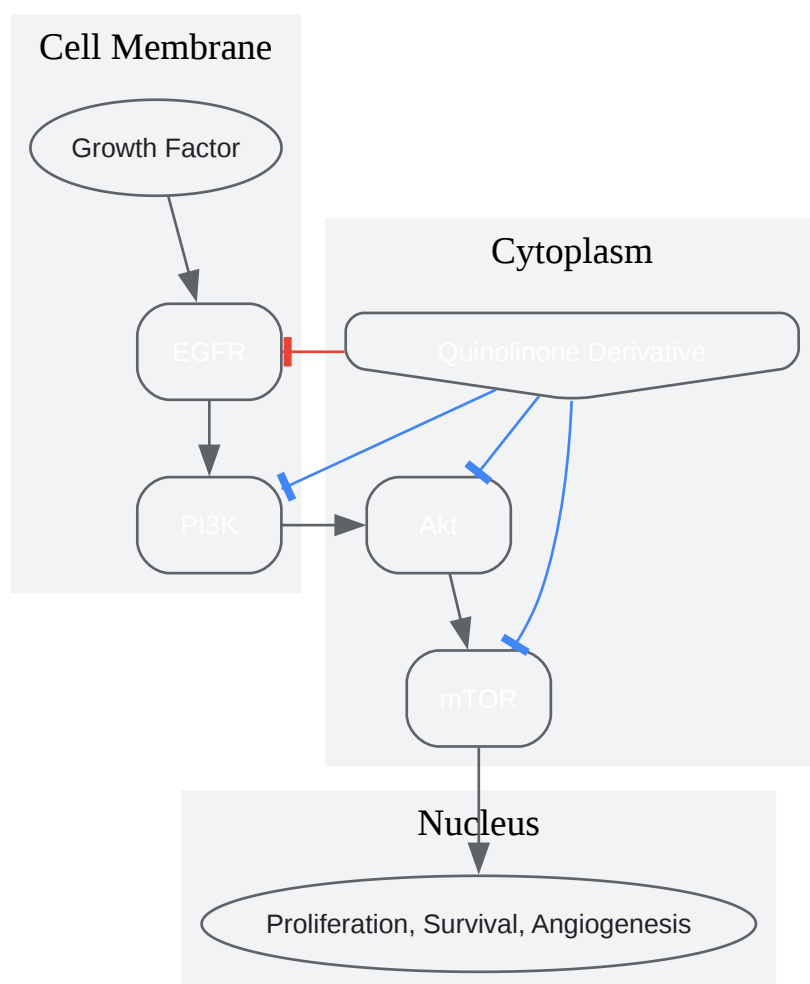 Cell Membrane
Growth Factor
Cytoplasm
EGFR
Quinolinone Derivative
PI3K
Akt
mTOR
Nucleus
Proliferation, Survival, Angiogenesis